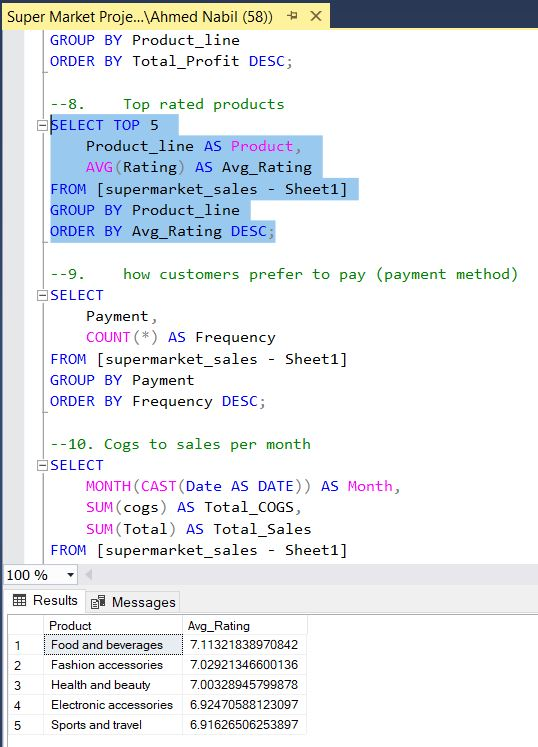 Super Market Proje...\Ahmed Nabil (58))
GROUP BY Product_line
ORDER BY Total_Profit DESC;
--8.    Top rated products
SELECT TOP 5
Product_line AS Product,
AVG(Rating) AS Avg_Rating
FROM [supermarket_sales - Sheet1]
GROUP BY Product_line
ORDER BY Avg_Rating DESC;
--9.    how customers prefer to pay (payment method)
SELECT
Payment,
COUNT(*) AS Frequency
FROM [supermarket_sales - Sheet1]
GROUP BY Payment
ORDER BY Frequency DESC;
--10. Cogs to sales per month
SELECT
MONTH(CAST(Date AS DATE)) AS Month,
SUM(cogs) AS Total_COGS,
SUM(Total) AS Total_Sales
FROM [supermarket_sales - Sheet1]
100 %
Results Messages
Product Avg_Rating
1 Food and beverages 7.11321838970842
2 Fashion accessories 7.02921346600136
3 Health and beauty 7.00328945799878
4 Electronic accessories 6.92470588123097
5 Sports and travel 6.91626506253897